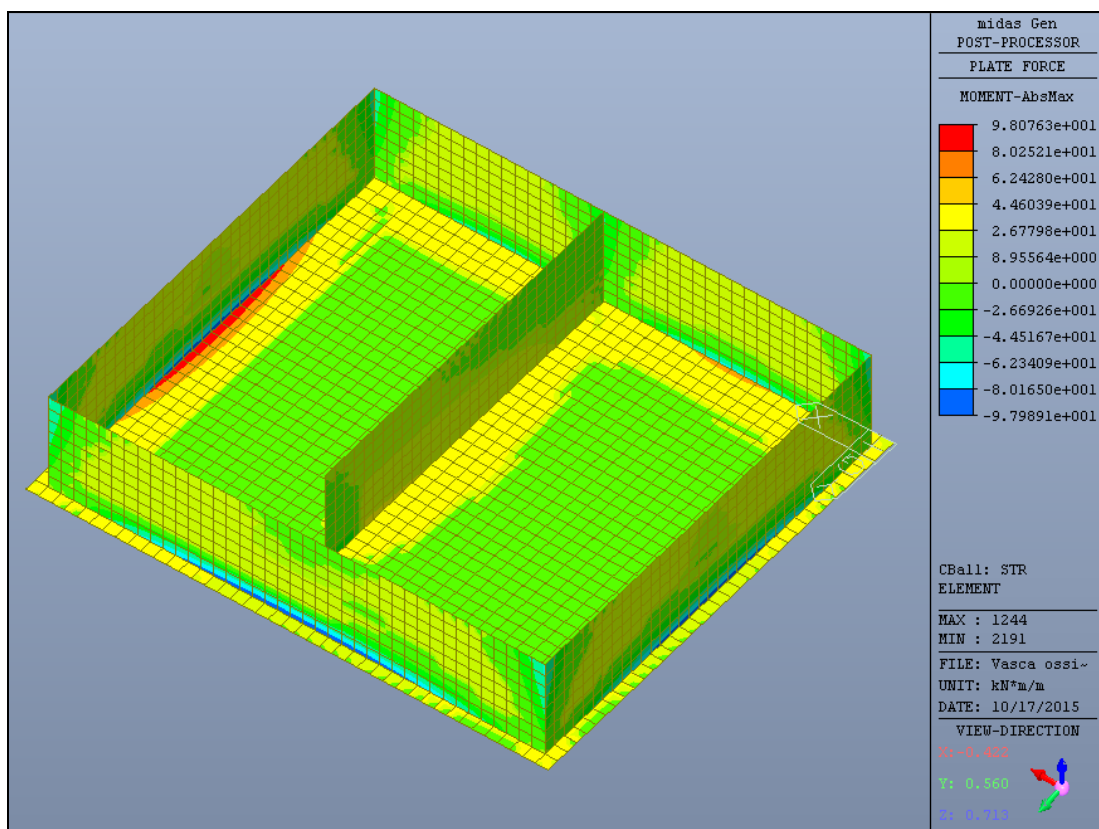 midas Gen
POST-PROCESSOR
PLATE FORCE
MOMENT-AbsMax
9.80763e+001
8.02521e+001
6.24280e+001
4.46039e+001
2.67798e+001
8.95564e+000
0.00000e+000
-2.66926e+001
-4.45167e+001
-6.23409e+001
-8.01650e+001
-9.79891e+001
CBall: STR
ELEMENT
MAX : 1244
MIN : 2191
FILE: Vasca ossi~
UNIT: kN*m/m
DATE: 10/17/2015
VIEW-DIRECTION
X:-0.422
Y: 0.560
Z: 0.713